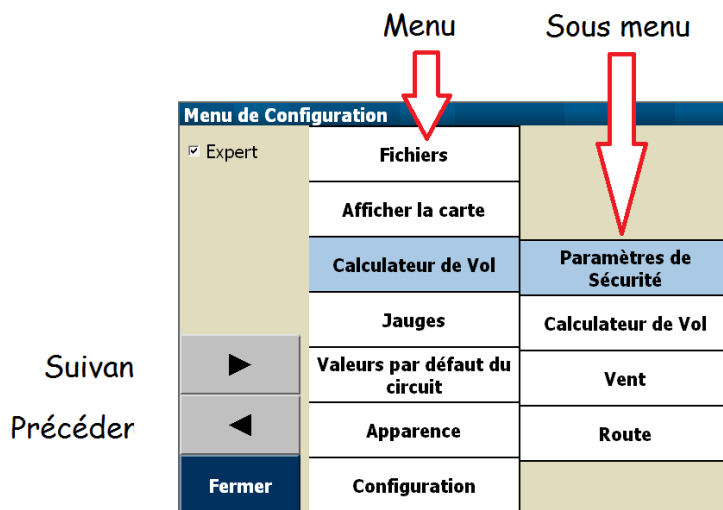 Menu
Sous menu
Menu de Configuration
Expert
Fichiers
Afficher la carte
Calculateur de Vol
Paramètres de
Sécurité
Jauges
Calculateur de Vol
Suivan
Valeurs par défaut du
circuit
Vent
Précéder
Apparence
Route
Fermer
Configuration